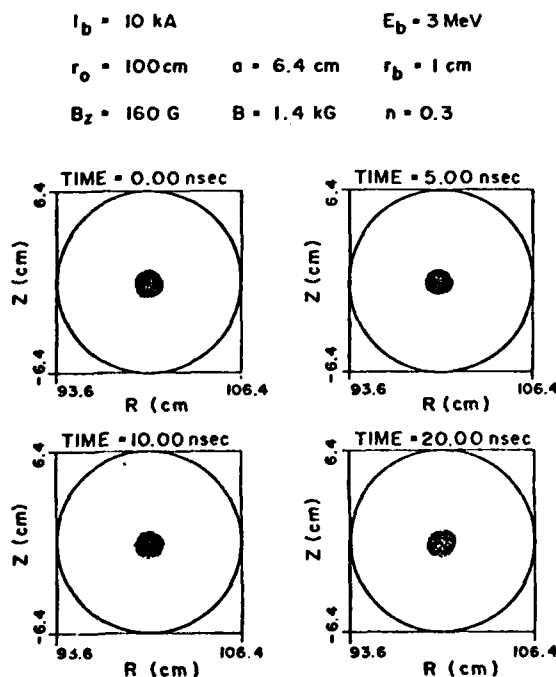 I_b = 10 kA E_b = 3 MeV
r_o = 100 cm a = 6.4 cm r_b = 1 cm
B_z = 160 G B = 1.4 kG n = 0.3
TIME = 0.00 nsec
6.4
Z (cm)
-6.4
93.6 106.4
R (cm
TIME = 5.00 nsec
6.4
Z (cm)
-6.4
93.6 106.4
R (cm)
TIME = 10.00 nsec
6.4
Z (cm)
-6.4
93.6 106.4
R (cm)
TIME = 20.00 nsec
6.4
Z (cm)
-6.4
93.6 106.4
R (cm)